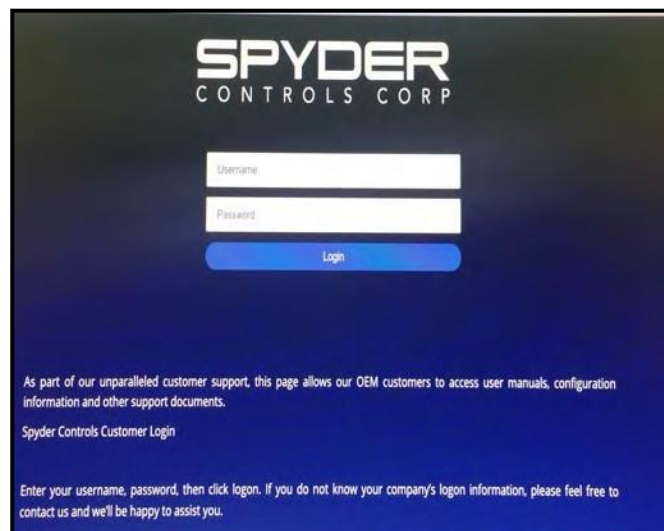 SPYDER
CONTROLS CORP
Username
Password
Login
As part of our unparalleled customer support, this page allows our OEM customers to access user manuals, configuration
information and other support documents.
Spyder Controls Customer Login
Enter your username, password, then click logon. If you do not know your company's logon information, please feel free to
contact us and we'll be happy to assist you.